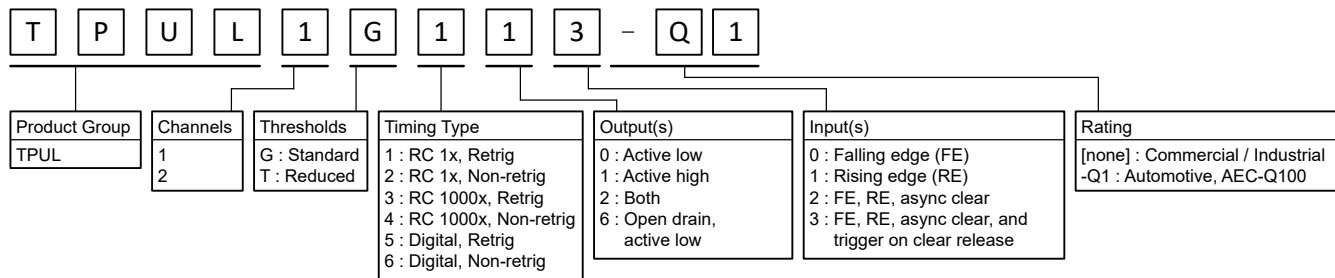 T P U L 1 G 1 1 3 - Q 1
Product Group
TPUL
Channels
1
2
Thresholds
G : Standard
T : Reduced
Timing Type
1 : RC 1x, Retrig
2 : RC 1x, Non-retrig
3 : RC 1000x, Retrig
4 : RC 1000x, Non-retrig
5 : Digital, Retrig
6 : Digital, Non-retrig
Output(s)
0 : Active low
1 : Active high
2 : Both
6 : Open drain,
active low
Input(s)
0 : Falling edge (FE)
1 : Rising edge (RE)
2 : FE, RE, async clear
3 : FE, RE, async clear, and
trigger on clear release
Rating
[none] : Commercial / Industrial
-Q1 : Automotive, AEC-Q100